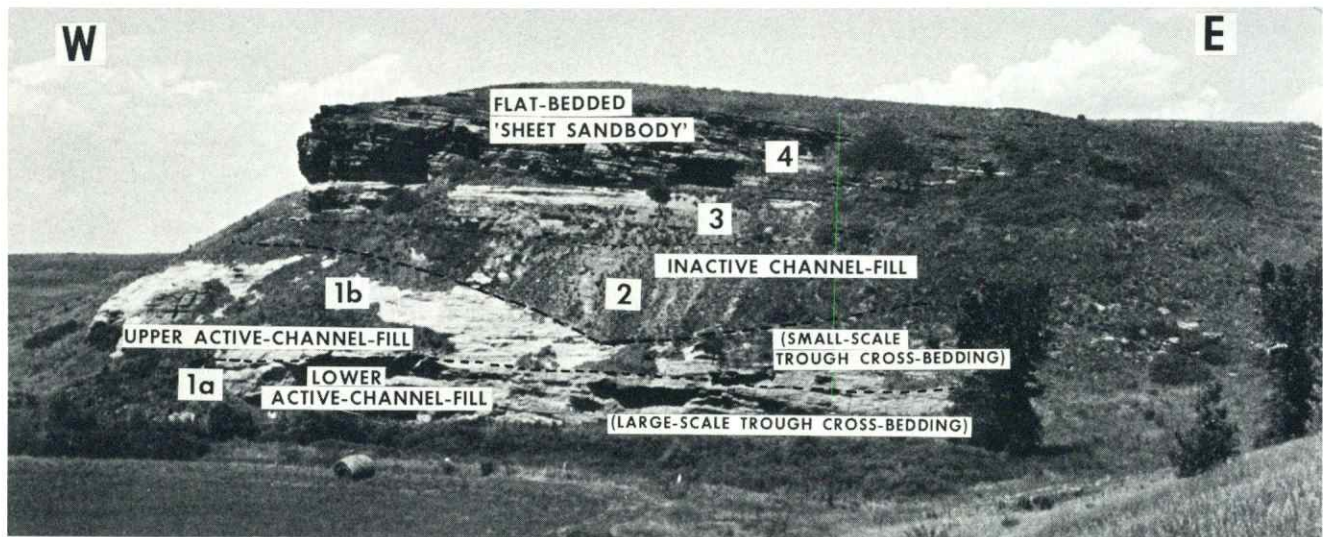 W
E
FLAT-BEDDED
'SHEET SANDBODY'
4
3
INACTIVE CHANNEL-FILL
1b
2
UPPER ACTIVE-CHANNEL-FILL
(SMALL-SCALE
TROUGH CROSS-BEDDING)
1a
LOWER
ACTIVE-CHANNEL-FILL
(LARGE-SCALE TROUGH CROSS-BEDDING)